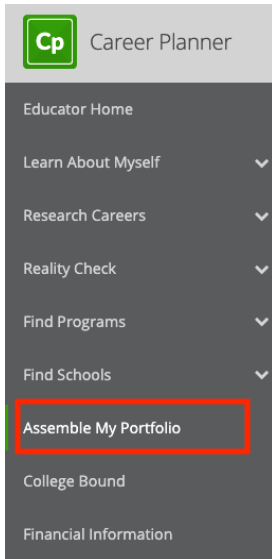 Cp Career Planner
Educator Home
Learn About Myself
Research Careers
Reality Check
Find Programs
Find Schools
Assemble My Portfolio
College Bound
Financial Information